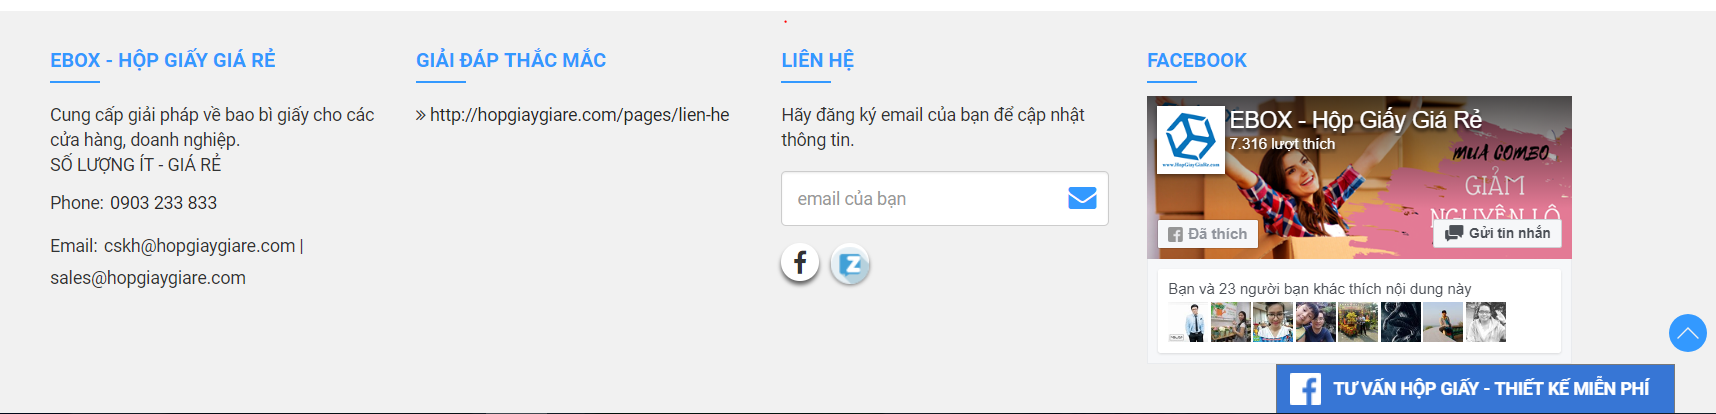 EBOX - HỘP GIẤY GIÁ RẺ
Cung cấp giải pháp về bao bì giấy cho các
cửa hàng, doanh nghiệp.
SỐ LƯỢNG ÍT - GIÁ RẺ
Phone: 0903 233 833
Email: cskh@hopgiaygiare.com |
sales@hopgiaygiare.com
GIẢI ĐÁP THẮC MẮC
» http://hopgiaygiare.com/pages/lien-he
LIÊN HỆ
Hãy đăng ký email của bạn để cập nhật
thông tin.
email của bạn
FACEBOOK
EBOX - Hộp Giấy Giá Rẻ
7.316 lượt thích
www.HopGiayGiaRe.com
MUA COMBO
GIẢM
NGUYÊN LÔ
Đã thích
Gửi tin nhắn
Bạn và 23 người bạn khác thích nội dung này
TƯ VẤN HỘP GIẤY - THIẾT KẾ MIỄN PHÍ